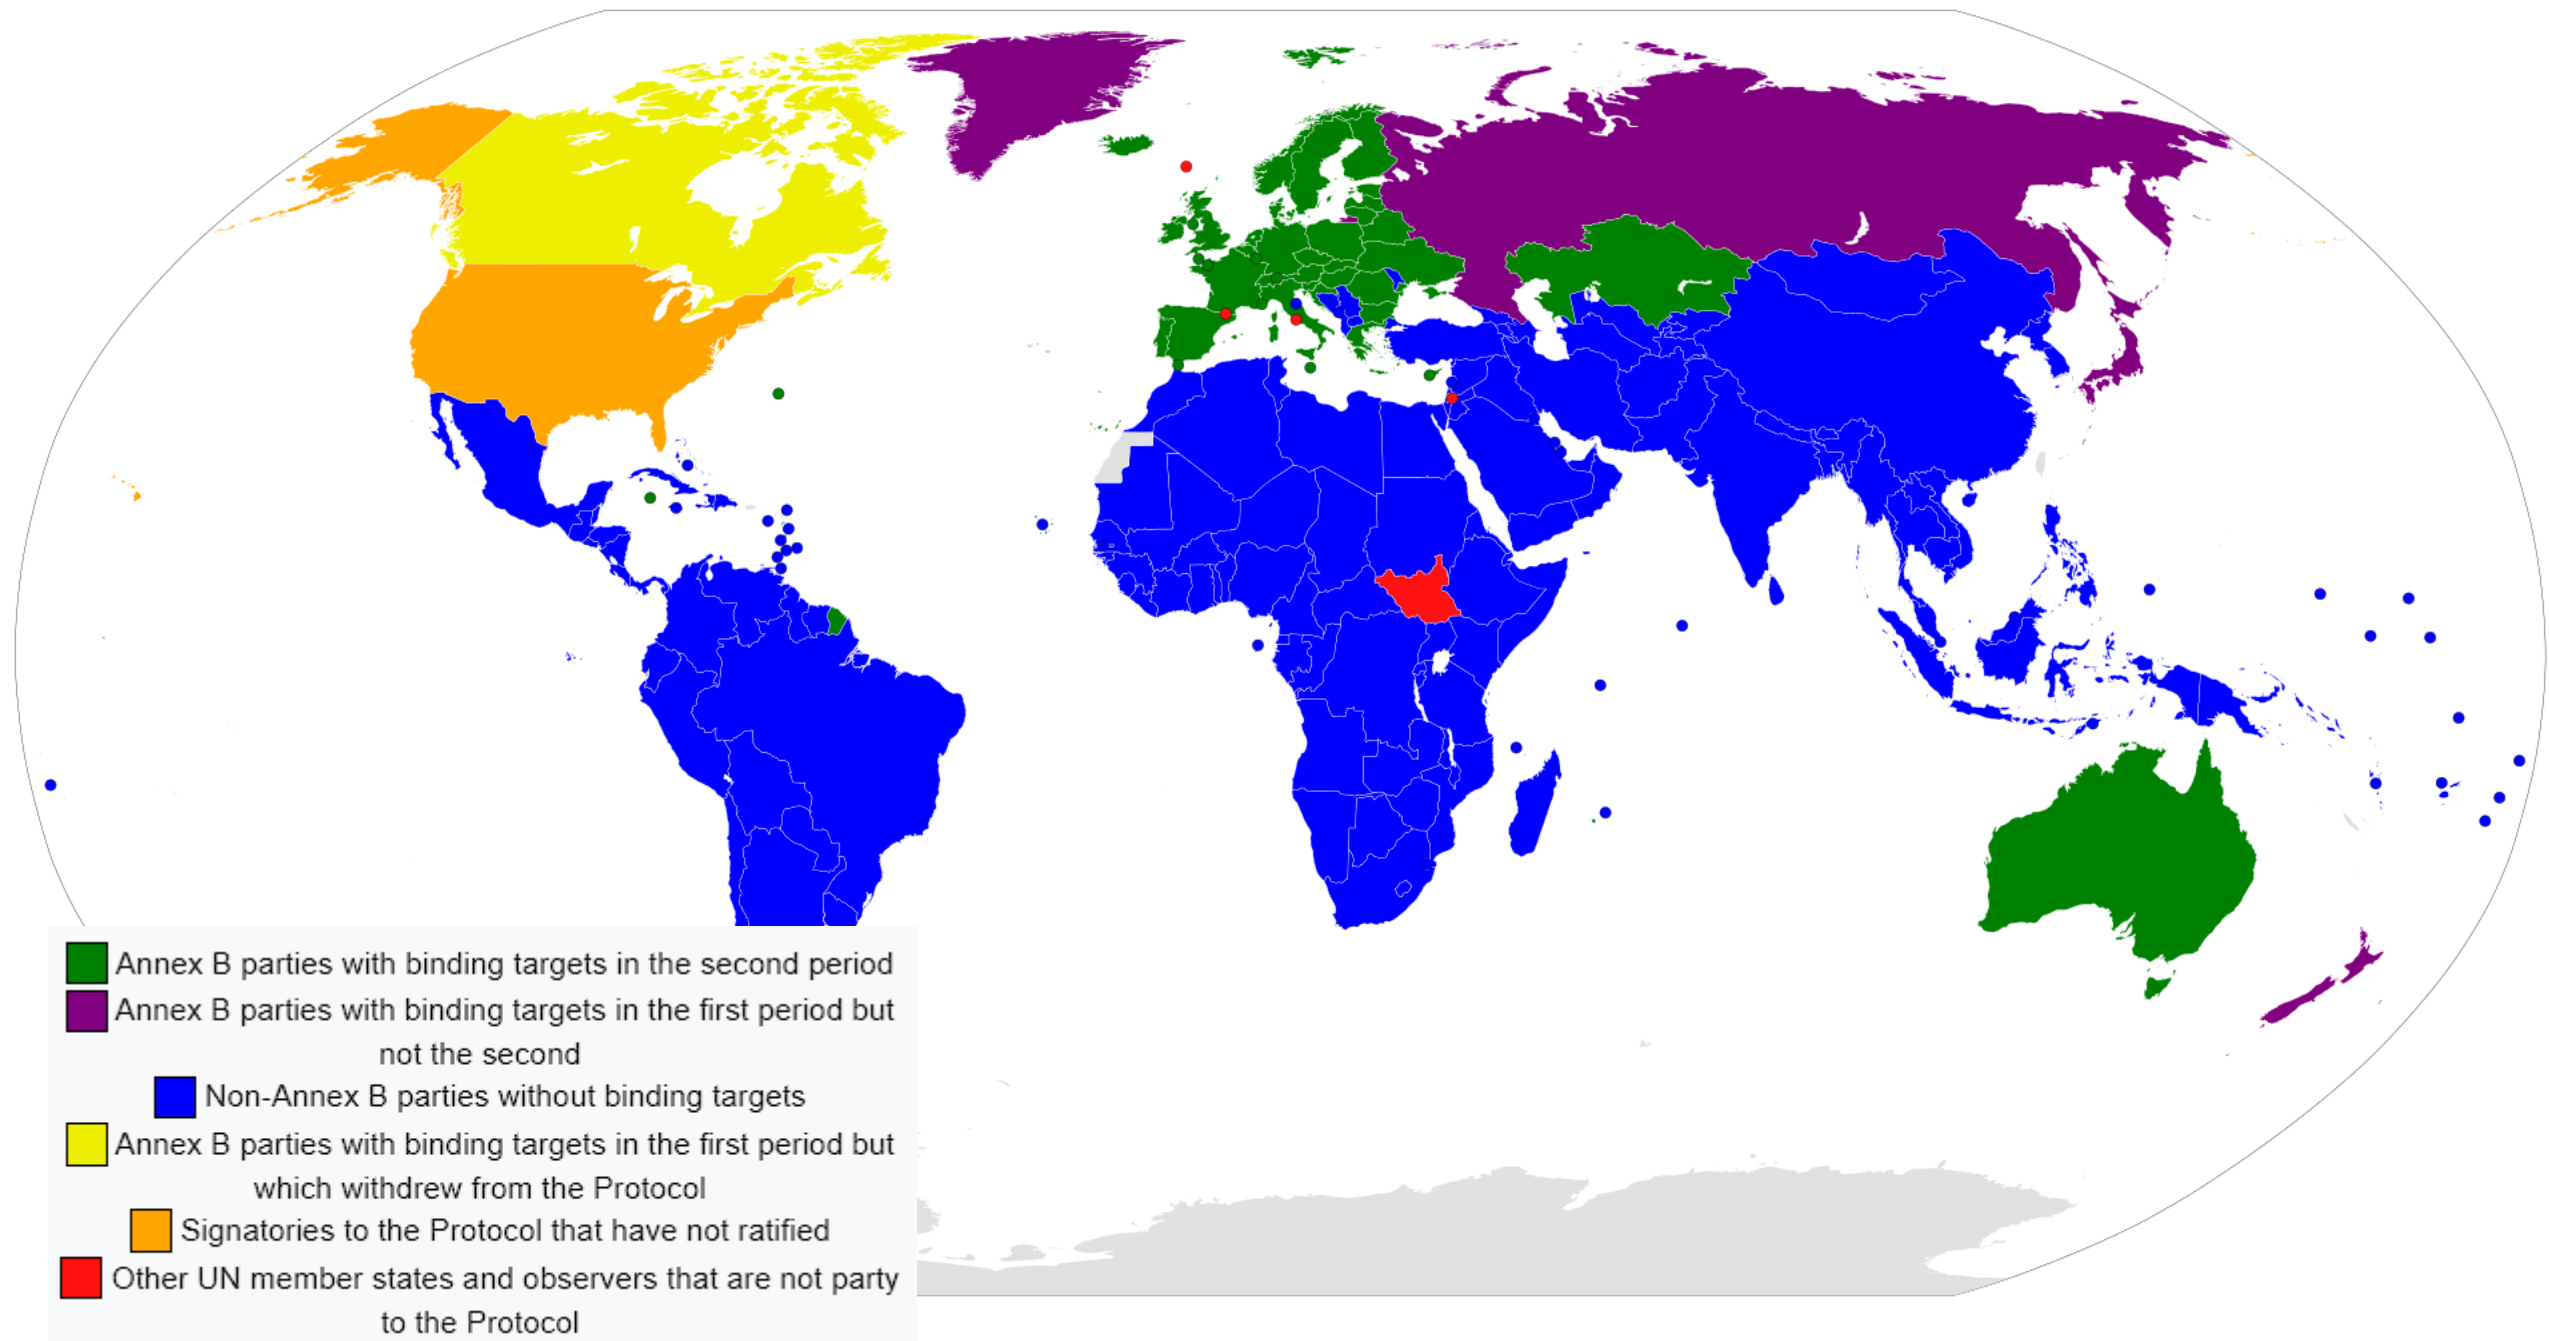 Annex B parties with binding targets in the second period
Annex B parties with binding targets in the first period but
not the second
Non-Annex B parties without binding targets
Annex B parties with binding targets in the first period but
which withdrew from the Protocol
Signatories to the Protocol that have not ratified
Other UN member states and observers that are not party
to the Protocol